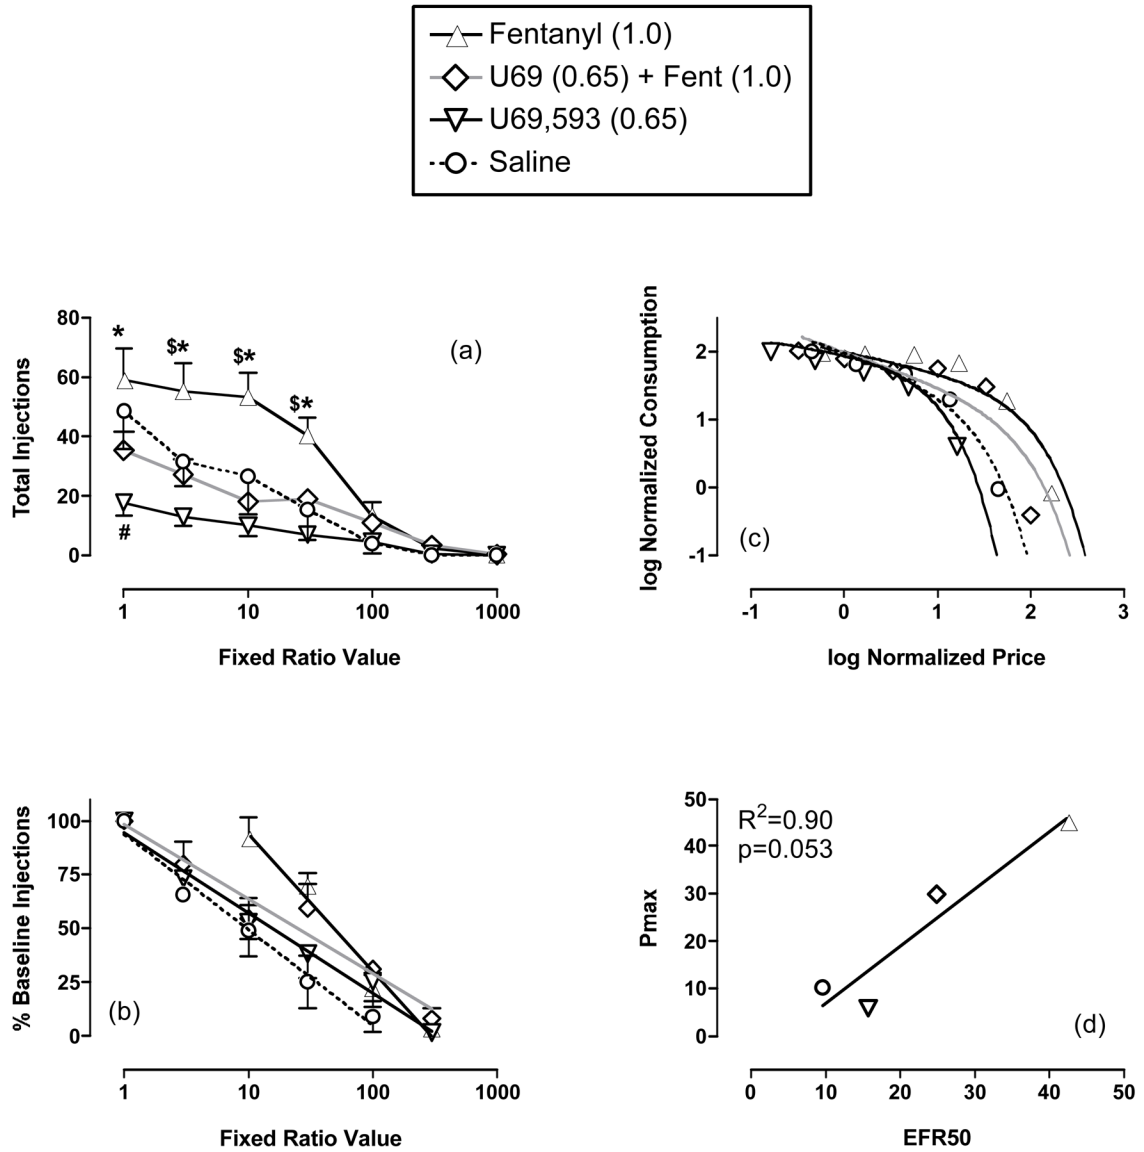 Fentanyl (1.0)
U69 (0.65) + Fent (1.0)
U69,593 (0.65)
Saline
Total Injections
80
60
40
20
0
*
$*
$*
$*
#
(a)
1
10
100
1000
Fixed Ratio Value
log Normalized Consumption
2
1
0
-1
(c)
-1
0
1
2
3
log Normalized Price
% Baseline Injections
100
75
50
25
0
(b)
1
10
100
1000
Fixed Ratio Value
Pmax
50
40
30
20
10
0
R²=0.90
p=0.053
(d)
0
10
20
30
40
50
EFR50